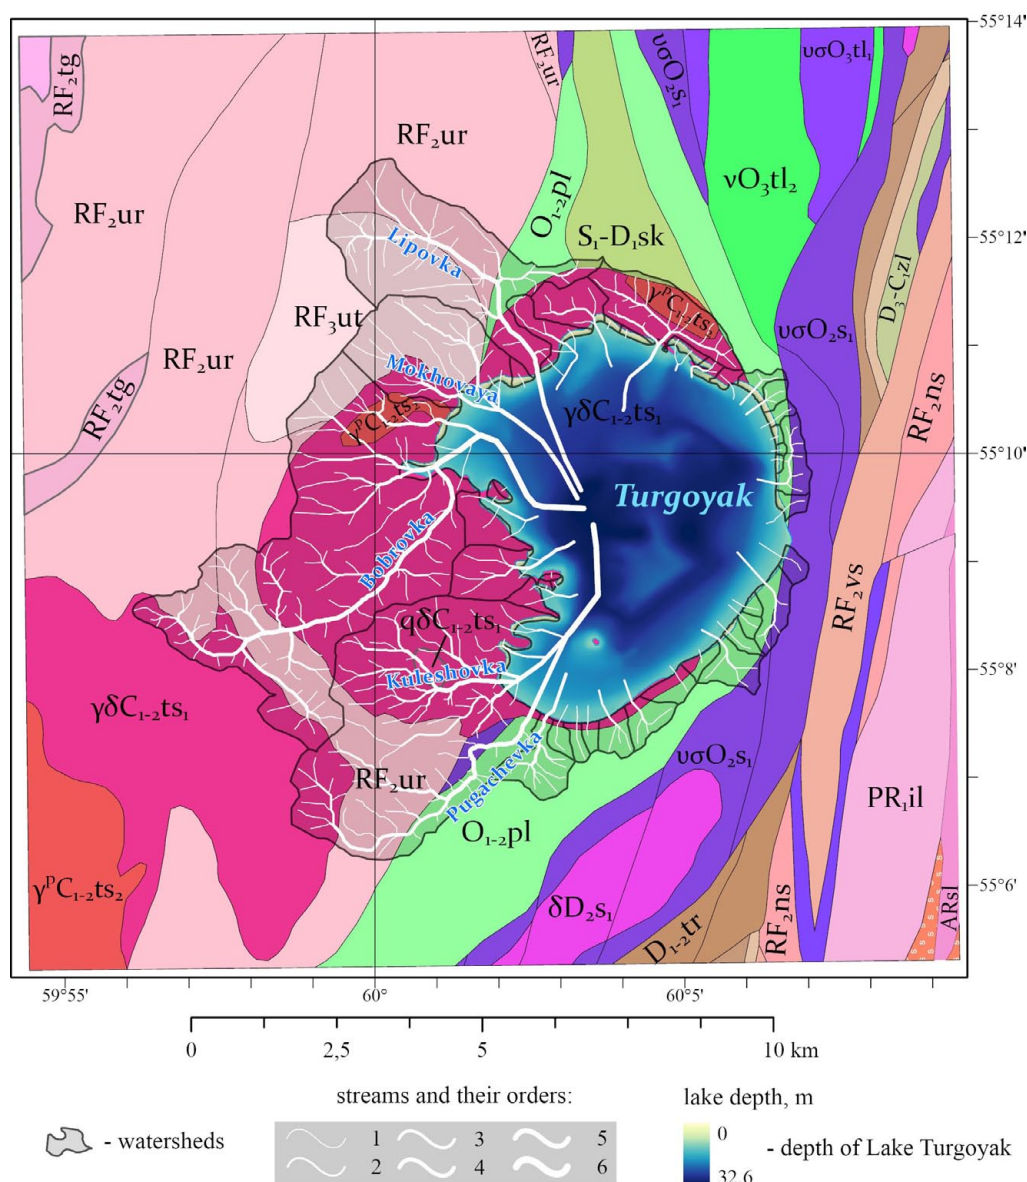 55°14'
RF₂tg
RF₂ur
υσO₂s₁
υσO₃tl₁
RF₂ur
RF₂ur
O₁₋₂pl
νO₃tl₂
55°12'
Lipovka
S₁-D₁sk
D₃-C₁zl
γᵖC₁₋₂ts₂
RF₃ut
υσO₂s₁
RF₂ur
Mokhovaya
RF₂tg
γᵖC₁₋₂ts₂
γδC₁₋₂ts₁
RF₂ns
55°10'
Turgoyak
Bobrovka
RF₂vs
qδC₁₋₂ts₁
Kuleshovka
55°8'
γδC₁₋₂ts₁
υσO₂s₁
RF₂ur
Pugachevka
PR₁il
O₁₋₂pl
γᵖC₁₋₂ts₂
55°6'
δD₂s₁
D₁₋₂tr
RF₂ns
ARsl
59°55'
60°
60°5'
0
2,5
5
10 km
streams and their orders:
lake depth, m
- watersheds
1
3
5
2
4
6
0
32.6
- depth of Lake Turgoyak